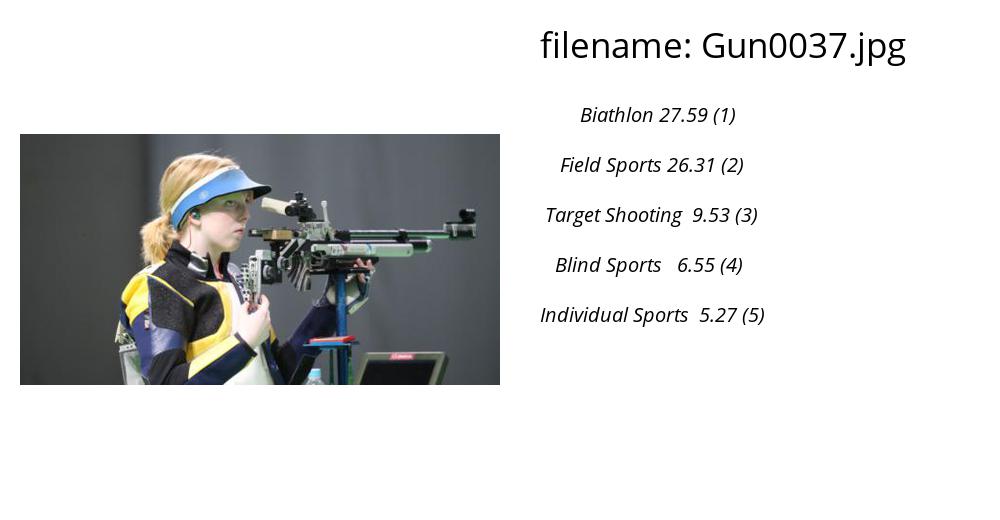 filename: Gun0037.jpg
Biathlon 27.59 (1)
Field Sports 26.31 (2)
Target Shooting 9.53 (3)
Blind Sports 6.55 (4)
Individual Sports 5.27 (5)